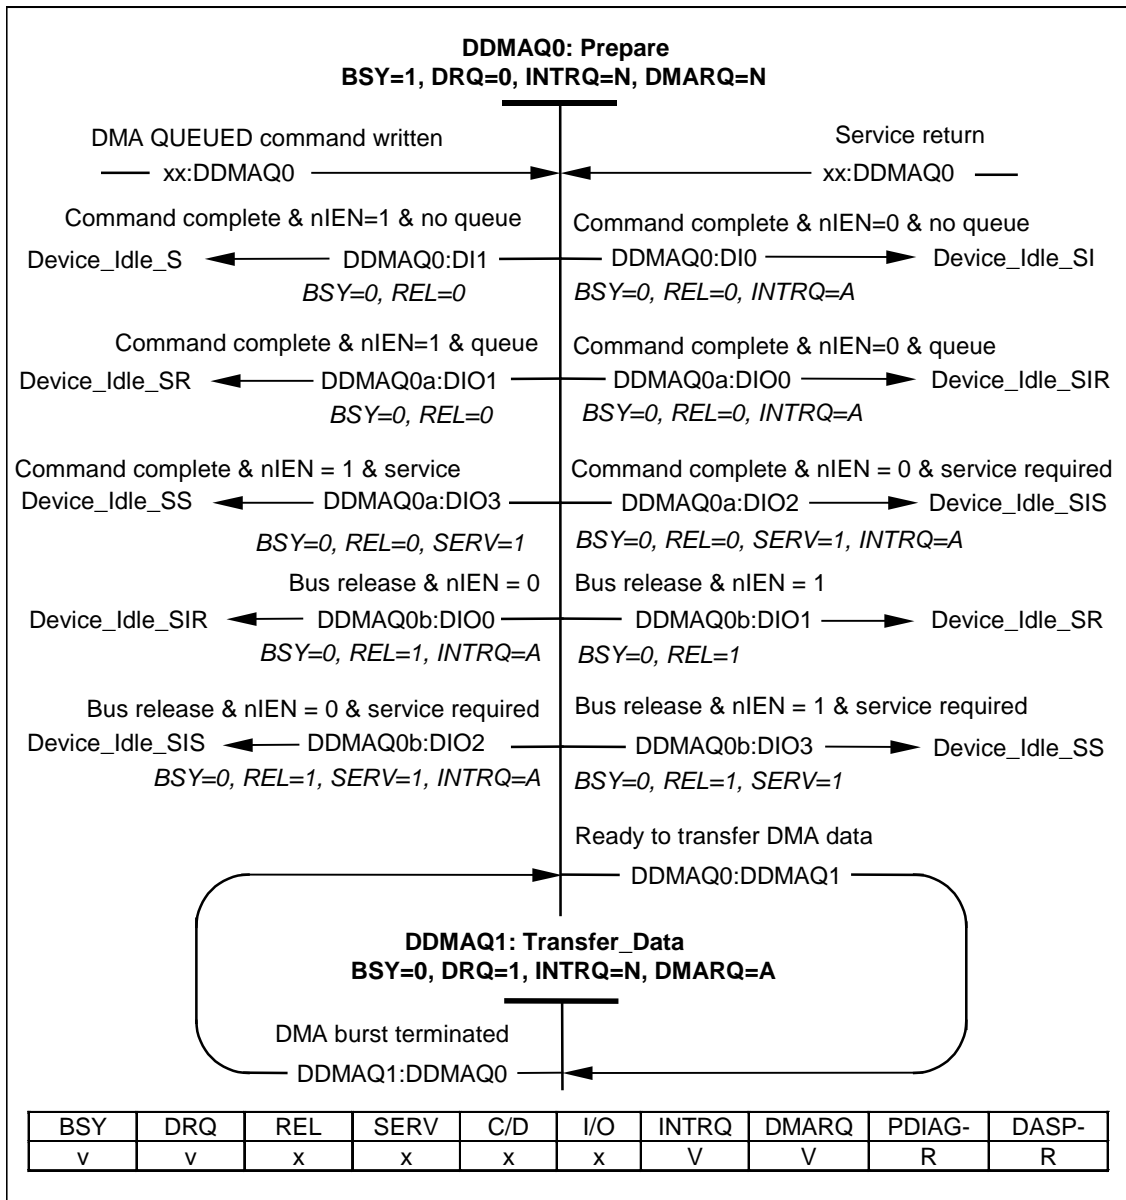 DDMAQ0: Prepare
BSY=1, DRQ=0, INTRQ=N, DMARQ=N
DMA QUEUED command written
Service return
xx:DDMAQ0
xx:DDMAQ0
Command complete & nIEN=1 & no queue
Command complete & nIEN=0 & no queue
Device_Idle_S DDMAQ0:DI1 DDMAQ0:DI0 Device_Idle_SI
BSY=0, REL=0
BSY=0, REL=0, INTRQ=A
Command complete & nIEN=1 & queue
Command complete & nIEN=0 & queue
Device_Idle_SR DDMAQ0a:DIO1 DDMAQ0a:DIO0 Device_Idle_SIR
BSY=0, REL=0
BSY=0, REL=0, INTRQ=A
Command complete & nIEN = 1 & service
Command complete & nIEN = 0 & service required
Device_Idle_SS DDMAQ0a:DIO3 DDMAQ0a:DIO2 Device_Idle_SIS
BSY=0, REL=0, SERV=1
BSY=0, REL=0, SERV=1, INTRQ=A
Bus release & nIEN = 0
Bus release & nIEN = 1
Device_Idle_SIR DDMAQ0b:DIO0 DDMAQ0b:DIO1 Device_Idle_SR
BSY=0, REL=1, INTRQ=A
BSY=0, REL=1
Bus release & nIEN = 0 & service required
Bus release & nIEN = 1 & service required
Device_Idle_SIS DDMAQ0b:DIO2 DDMAQ0b:DIO3 Device_Idle_SS
BSY=0, REL=1, SERV=1, INTRQ=A
BSY=0, REL=1, SERV=1
Ready to transfer DMA data
DDMAQ0:DDMAQ1
DDMAQ1: Transfer_Data
BSY=0, DRQ=1, INTRQ=N, DMARQ=A
DMA burst terminated
DDMAQ1:DDMAQ0
BSY DRQ REL SERV C/D I/O INTRQ DMARQ PDIAG- DASP-
v v x x x x V V R R